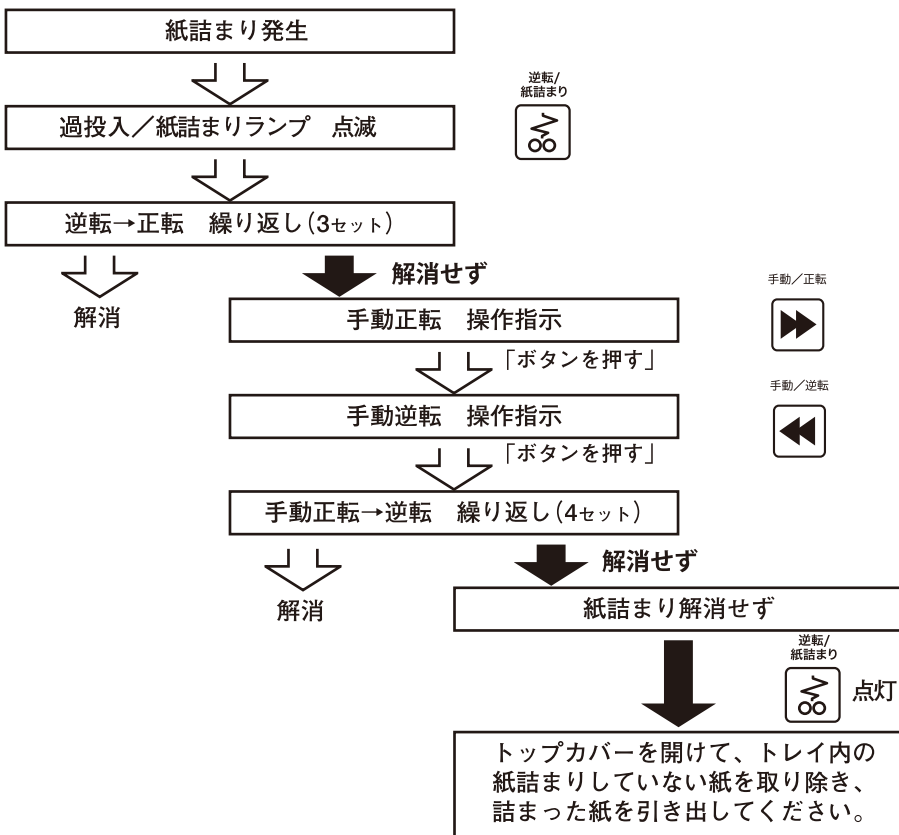 紙詰まり発生
逆転/
紙詰まり
過投入／紙詰まりランプ　点滅
逆転→正転　繰り返し（3セット）
解消
解消せず
手動正転　操作指示
手動／正転
「ボタンを押す」
手動逆転　操作指示
手動／逆転
「ボタンを押す」
手動正転→逆転　繰り返し（4セット）
解消
解消せず
紙詰まり解消せず
逆転/
紙詰まり
点灯
トップカバーを開けて、トレイ内の
紙詰まりしていない紙を取り除き、
詰まった紙を引き出してください。